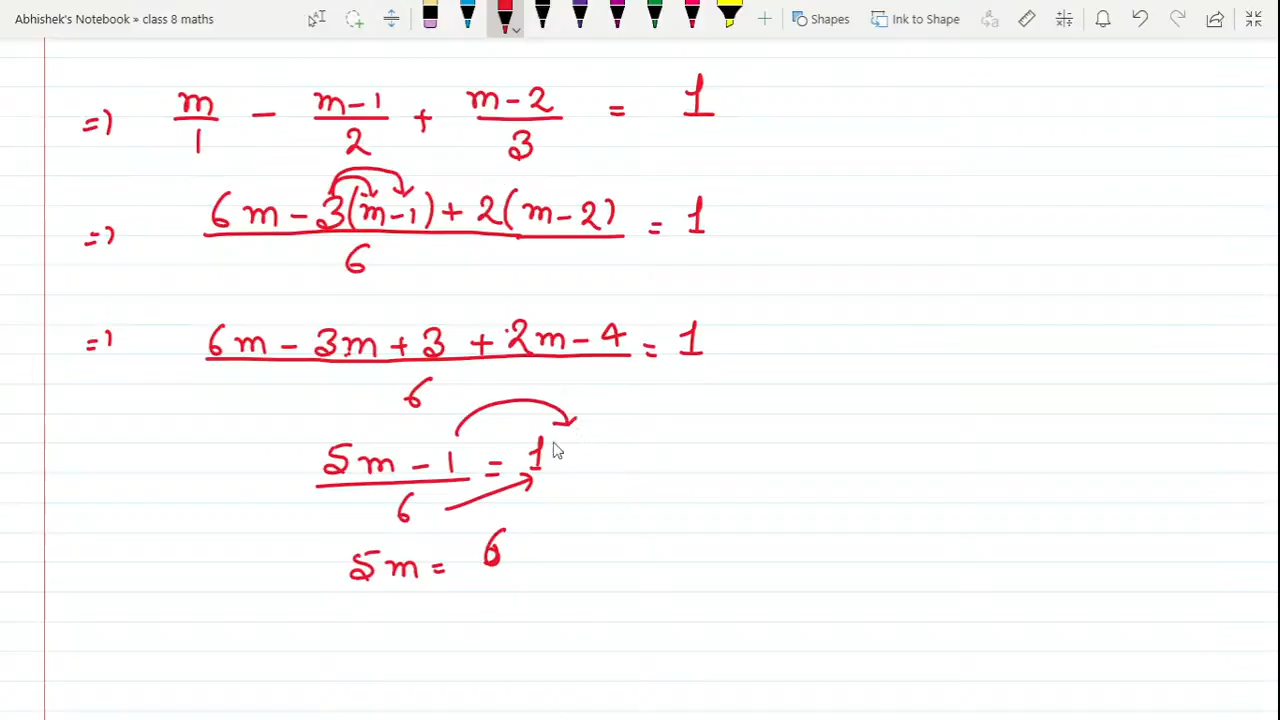 Abhishek's Notebook » class 8 maths Shapes Ink to Shape
=) m/1 - m-1/2 + m-2/3 = 1
=) 6m - 3(m-1) + 2(m-2)/6 = 1
=) 6m - 3m + 3 + 2m - 4/6 = 1
5m - 1/6 = 1
5m = 6